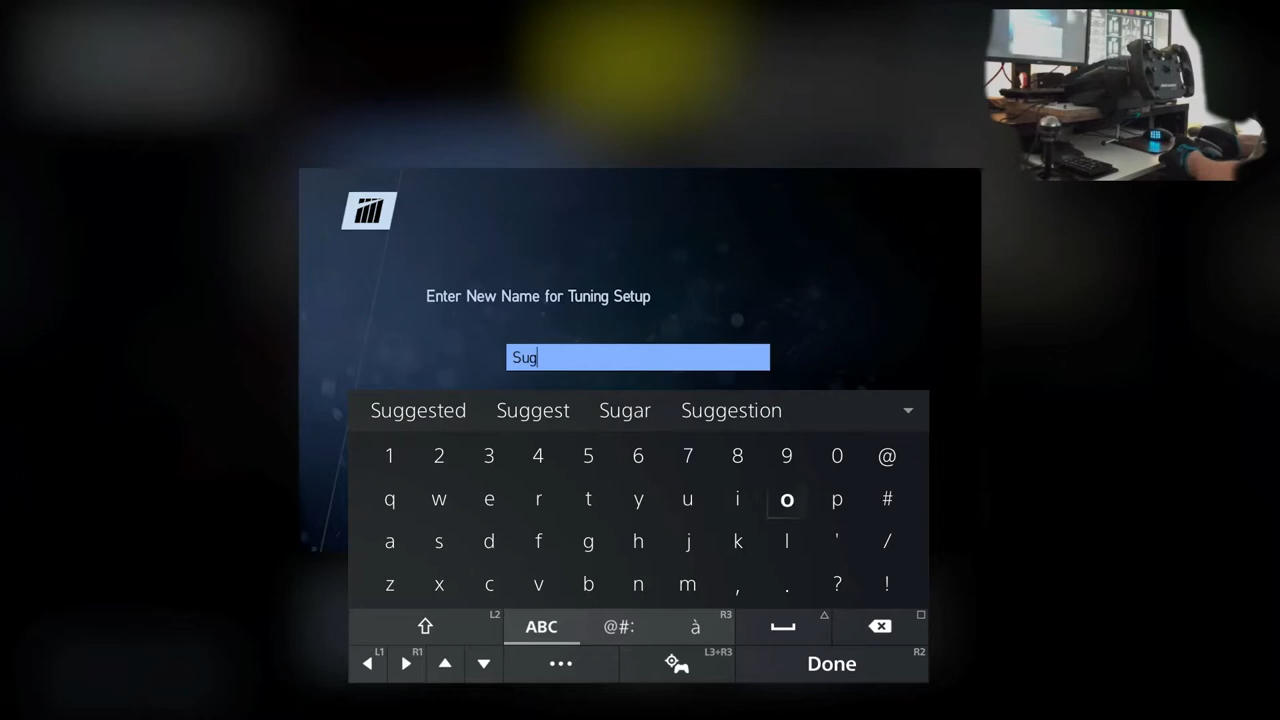 Enter New Name for Tuning Setup
Sug
Suggested Suggest Sugar Suggestion
1 2 3 4 5 6 7 8 9 0 @
q w e r t y u i o p #
a s d f g h j k l ' /
z x c v b n m , . ? !
L2 ABC @#: à R3
L1 R1 ••• L3+R3 Done R2